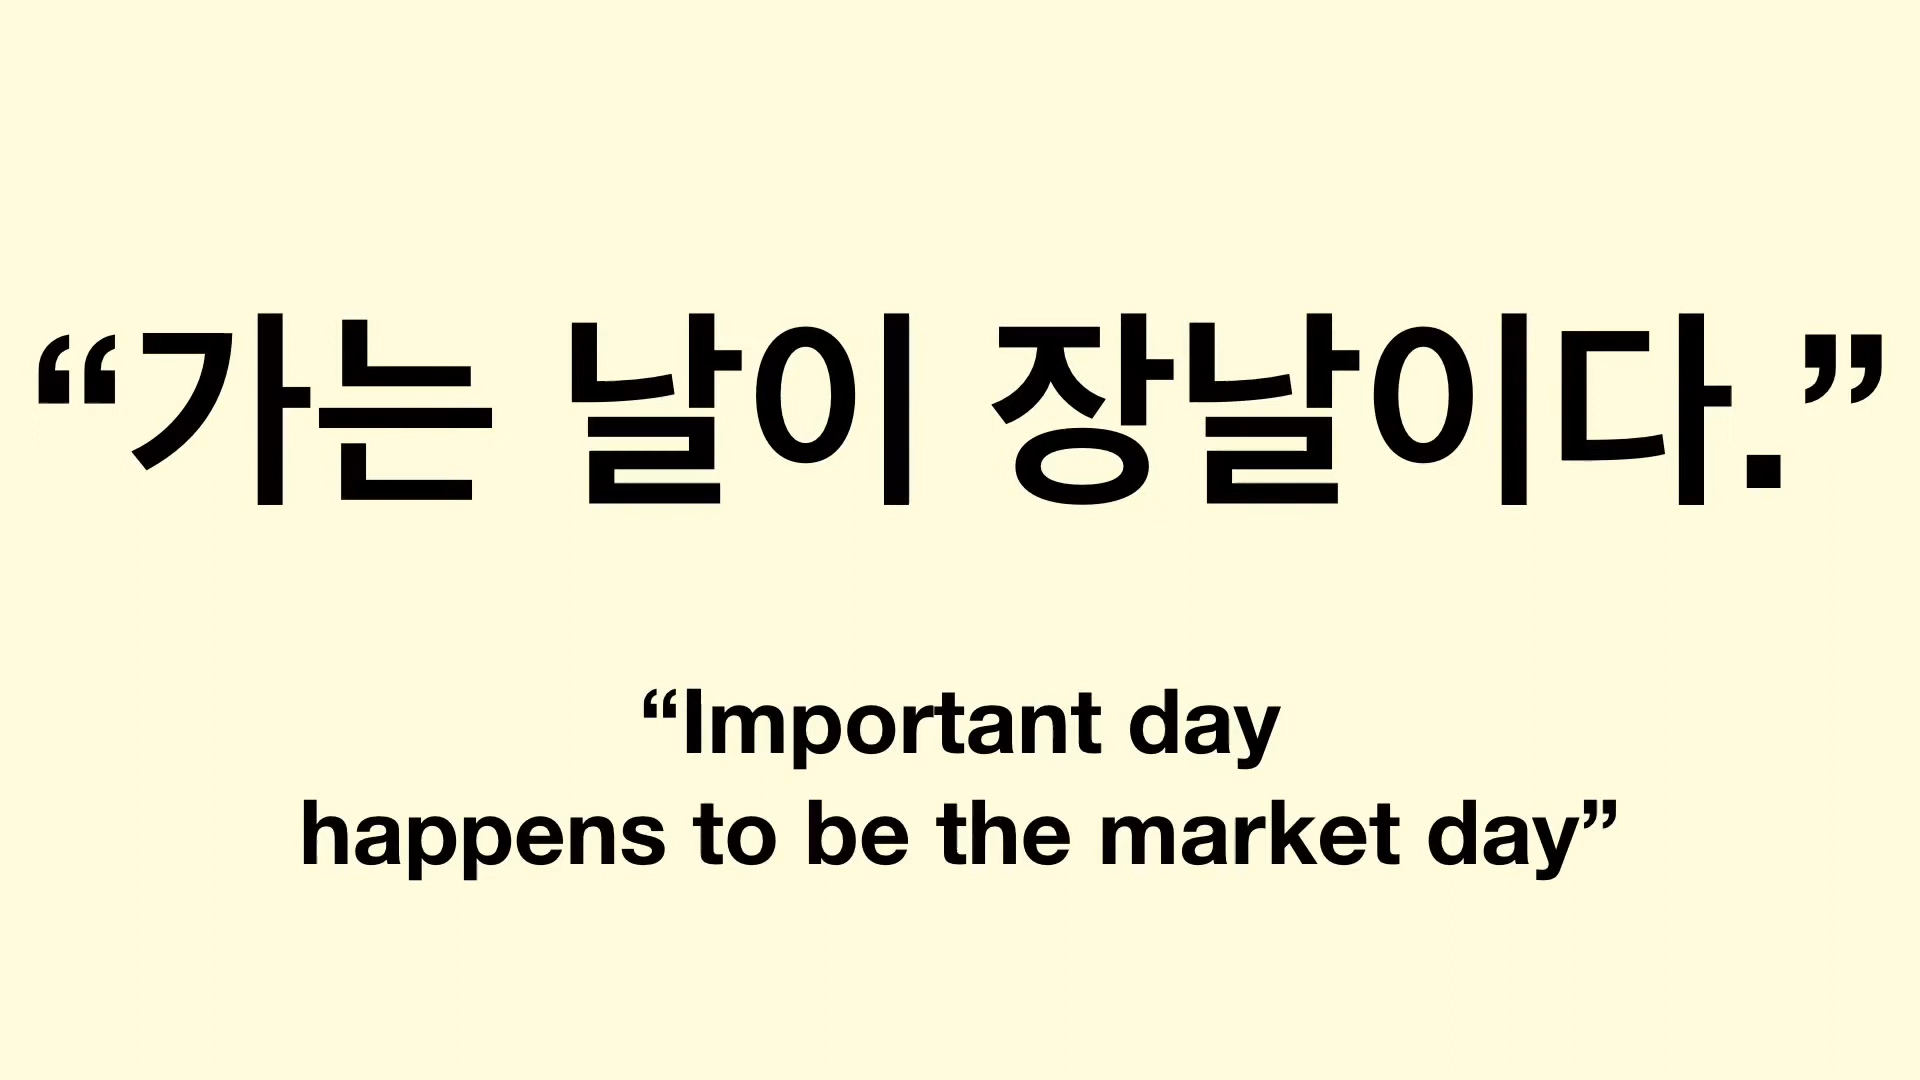 “가는 날이 장날이다.”
“Important day
happens to be the market day”